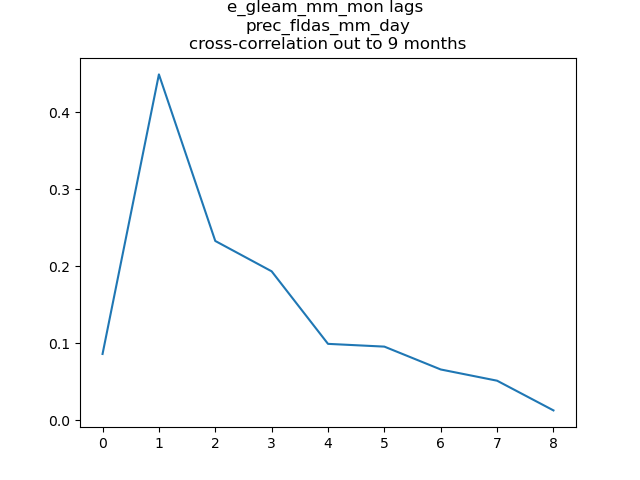 e_gleam_mm_mon lags
prec_fldas_mm_day
cross-correlation out to 9 months
0.4
0.3
0.2
0.1
0.0
0 1 2 3 4 5 6 7 8